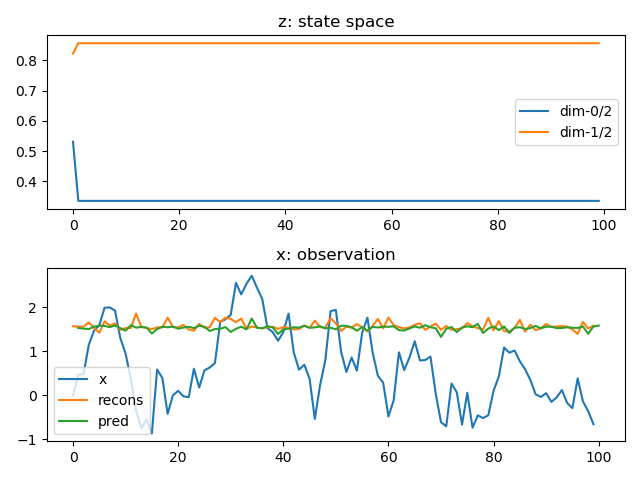 z: state space
0.8
0.7
0.6
0.5
0.4
dim-0/2
dim-1/2
0 20 40 60 80 100
x: observation
2
1
0
−1
x
recons
pred
0 20 40 60 80 100